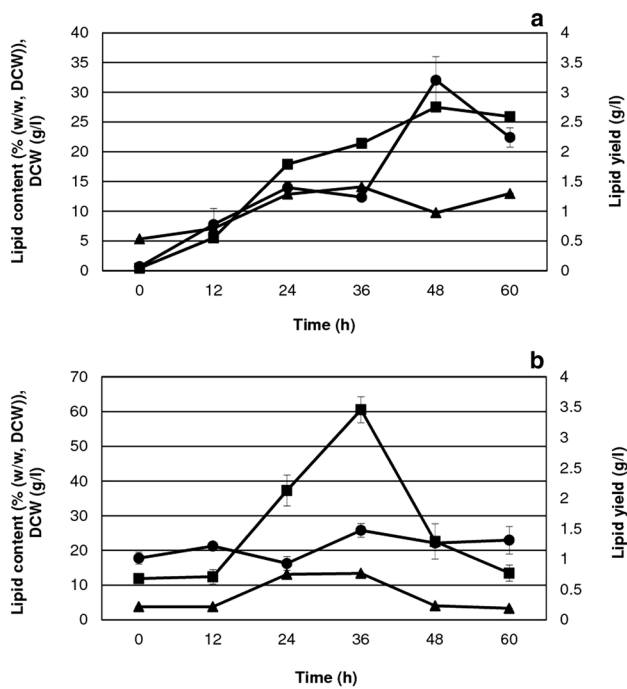 a
40
35
30
25
20
15
10
5
0
4
3.5
3
2.5
2
1.5
1
0.5
0
Lipid content (% (w/w, DCW)),
DCW (g/l)
Lipid yield (g/l)
0 12 24 36 48 60
Time (h)
b
70
60
50
40
30
20
10
0
4
3.5
3
2.5
2
1.5
1
0.5
0
Lipid content (% (w/w, DCW)),
DCW (g/l)
Lipid yield (g/l)
0 12 24 36 48 60
Time (h)